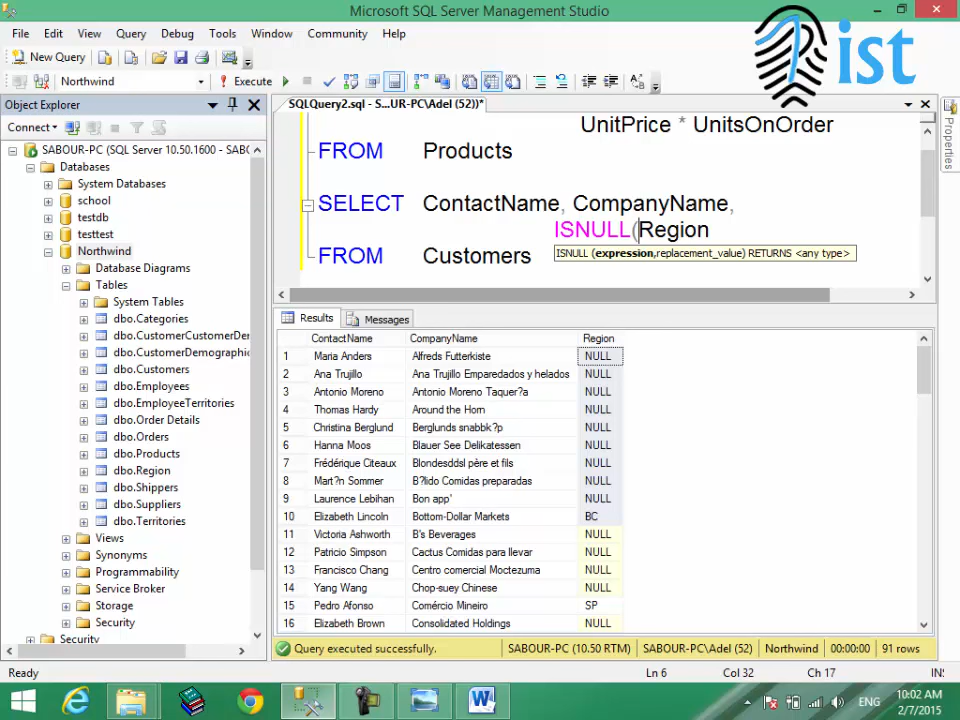 Microsoft SQL Server Management Studio
File Edit View Query Debug Tools Window Community Help
New Query
Northwind Execute
ist
Object Explorer
SQLQuery2.sql - S...UR-PC\Adel (52))*
Connect
SABOUR-PC (SQL Server 10.50.1600 - SABO
Databases
System Databases
school
testdb
testtest
Northwind
Database Diagrams
Tables
System Tables
dbo.Categories
dbo.CustomerCustomerDer
dbo.CustomerDemographic
dbo.Customers
dbo.Employees
dbo.EmployeeTerritories
dbo.Order Details
dbo.Orders
dbo.Products
dbo.Region
dbo.Shippers
dbo.Suppliers
dbo.Territories
Views
Synonyms
Programmability
Service Broker
Storage
Security
Security
UnitPrice * UnitsOnOrder
FROM Products
SELECT ContactName, CompanyName,
ISNULL(Region
FROM Customers
ISNULL (expression,replacement_value) RETURNS <any type>
Properties
Results Messages
ContactName CompanyName Region
1 Maria Anders Alfreds Futterkiste NULL
2 Ana Trujillo Ana Trujillo Emparedados y helados NULL
3 Antonio Moreno Antonio Moreno Taquer?a NULL
4 Thomas Hardy Around the Horn NULL
5 Christina Berglund Berglunds snabbk?p NULL
6 Hanna Moos Blauer See Delikatessen NULL
7 Frédérique Citeaux Blondesddsl père et fils NULL
8 Mart?n Sommer B?lido Comidas preparadas NULL
9 Laurence Lebihan Bon app' NULL
10 Elizabeth Lincoln Bottom-Dollar Markets BC
11 Victoria Ashworth B's Beverages NULL
12 Patricio Simpson Cactus Comidas para llevar NULL
13 Francisco Chang Centro comercial Moctezuma NULL
14 Yang Wang Chop-suey Chinese NULL
15 Pedro Afonso Comércio Mineiro SP
16 Elizabeth Brown Consolidated Holdings NULL
Query executed successfully. SABOUR-PC (10.50 RTM) SABOUR-PC\Adel (52) Northwind 00:00:00 91 rows
Ready Ln 6 Col 32 Ch 17 INS
ENG
10:02 AM
2/7/2015